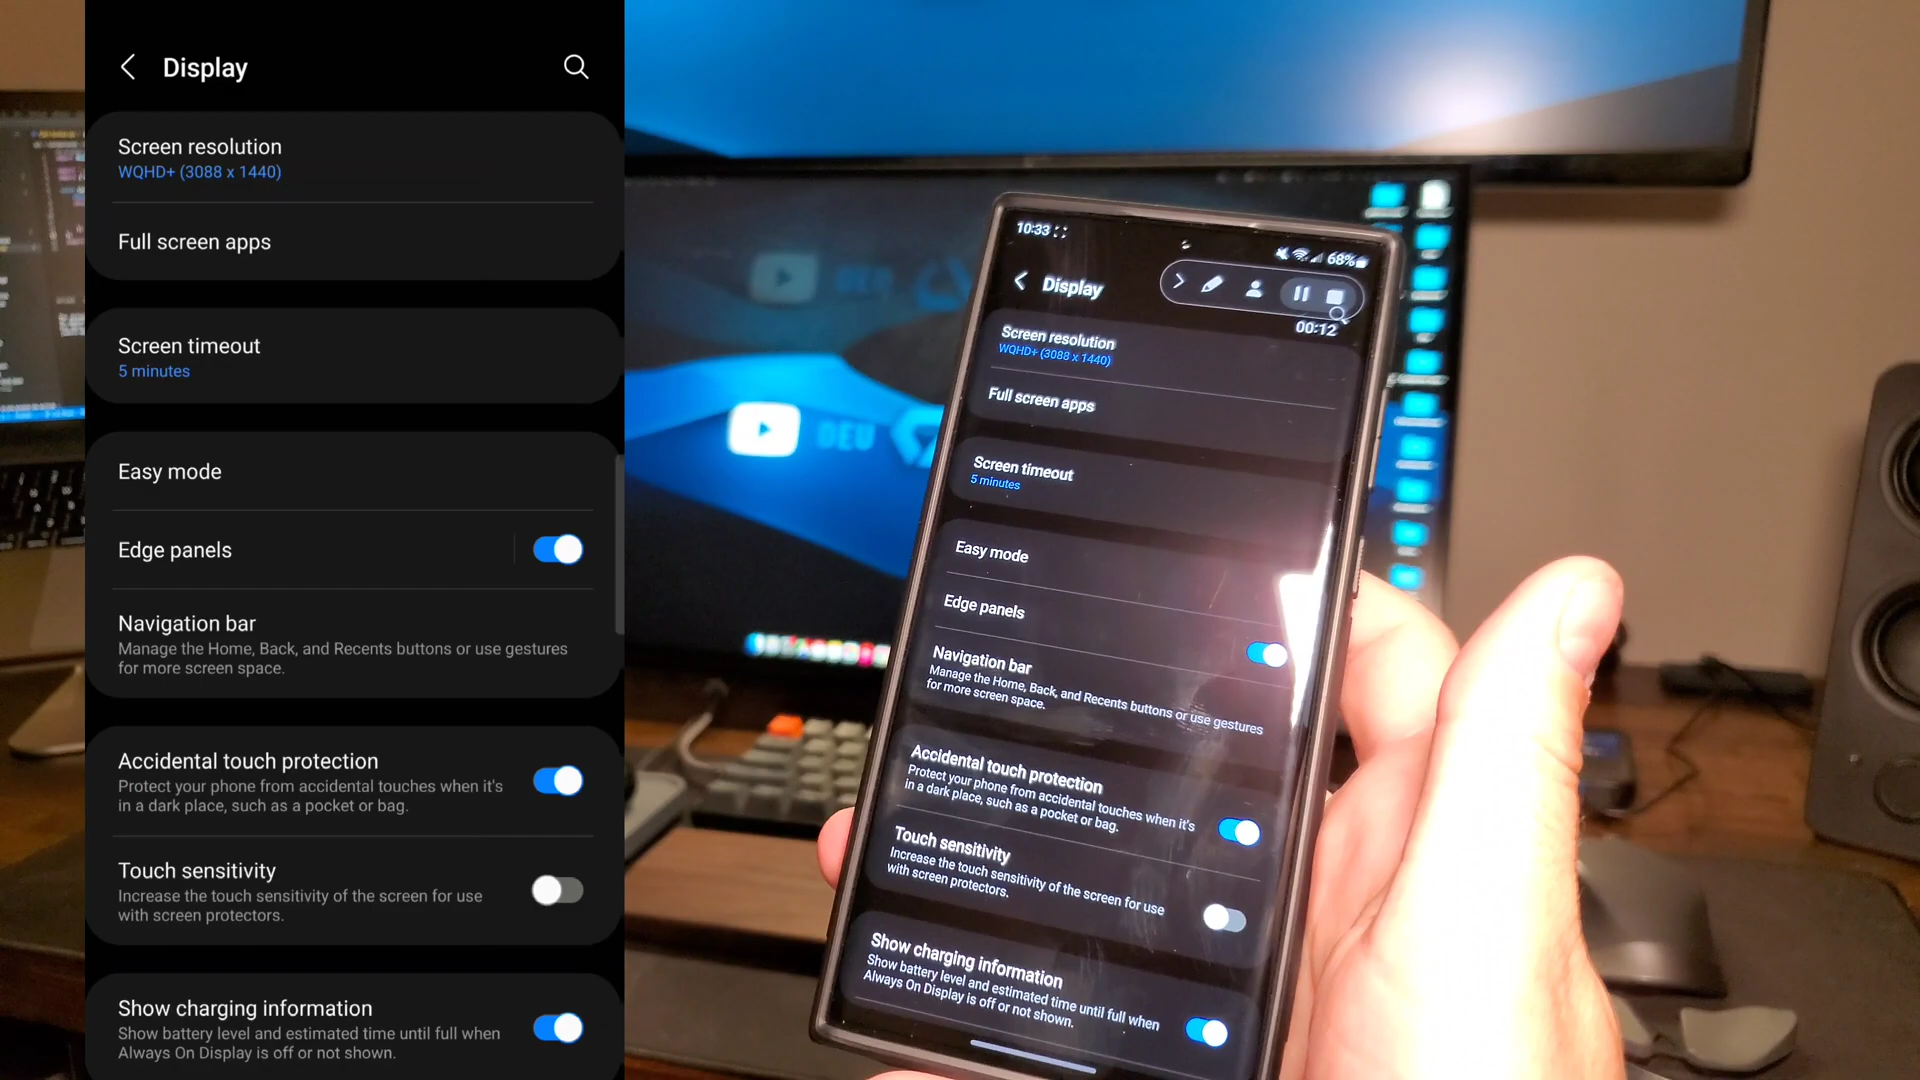 Display
Screen resolution
WQHD+ (3088 x 1440)
Full screen apps
Screen timeout
5 minutes
Easy mode
Edge panels
Navigation bar
Manage the Home, Back, and Recents buttons or use gestures
for more screen space.
Accidental touch protection
Protect your phone from accidental touches when it's
in a dark place, such as a pocket or bag.
Touch sensitivity
Increase the touch sensitivity of the screen for use
with screen protectors.
Show charging information
Show battery level and estimated time until full when
Always On Display is off or not shown.
10:33
68%
Display
00:12
Screen resolution
WQHD+ (3088 x 1440)
Full screen apps
Screen timeout
5 minutes
Easy mode
Edge panels
Navigation bar
Manage the Home, Back, and Recents buttons or use gestures
for more screen space.
Accidental touch protection
Protect your phone from accidental touches when it's
in a dark place, such as a pocket or bag.
Touch sensitivity
Increase the touch sensitivity of the screen for use
with screen protectors.
Show charging information
Show battery level and estimated time until full when
Always On Display is off or not shown.
DEV